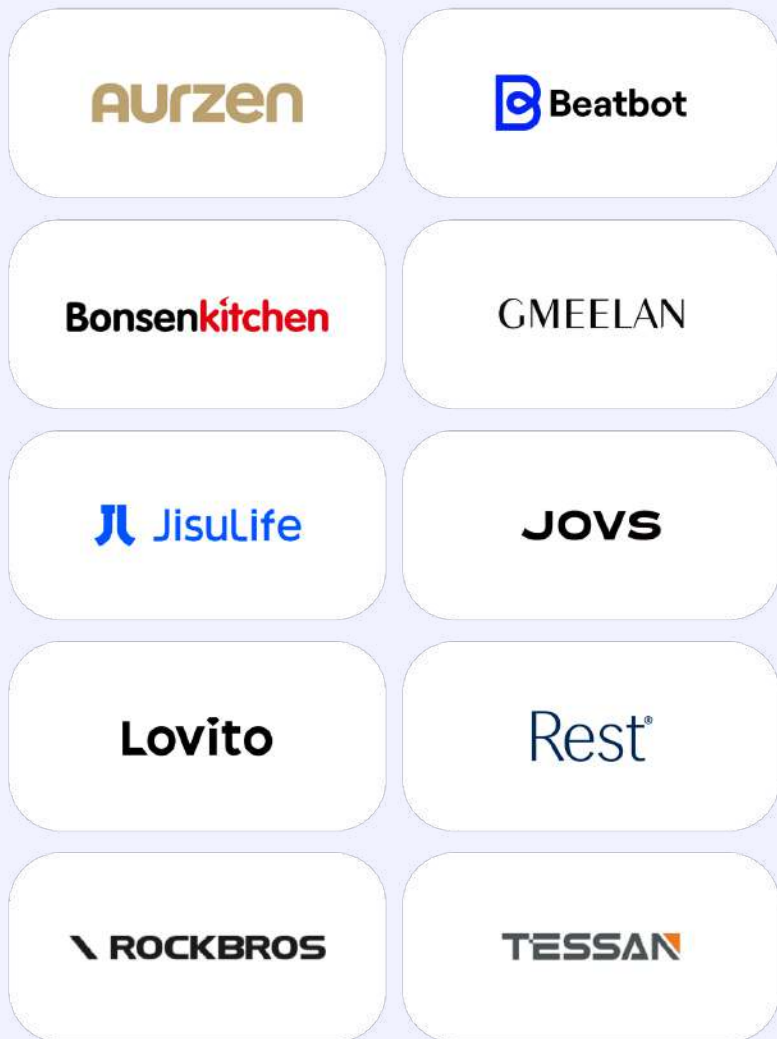 Aurzen
Beatbot
Bonsenkitchen
GMEELAN
JisuLife
JOVS
Lovito
Rest®
ROCKBROS
TESSAN